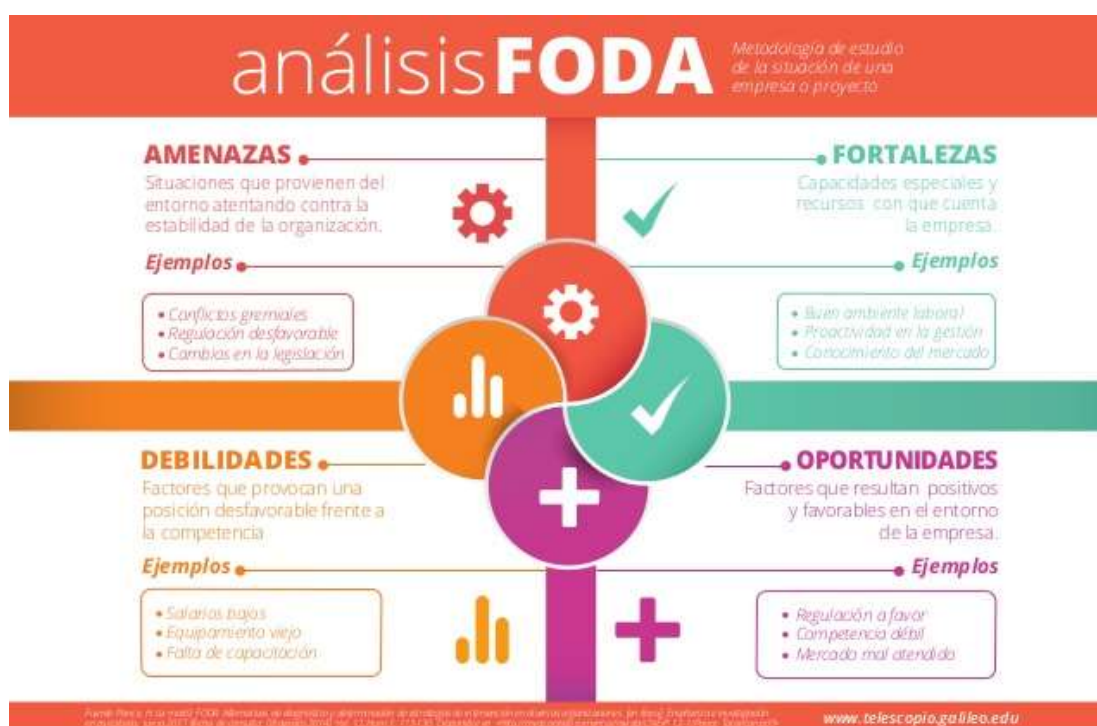 análisis FODA
Metodología de estudio
de la situación de una
empresa o proyecto
AMENAZAS
Situaciones que provienen del
entorno atentando contra la
estabilidad de la organización.
Ejemplos
• Conflictos gremiales
• Regulación desfavorable
• Cambios en la legislación
FORTALEZAS
Capacidades especiales y
recursos con que cuenta
la empresa.
Ejemplos
• Buen ambiente laboral
• Proactividad en la gestión
• Conocimiento del mercado
DEBILIDADES
Factores que provocan una
posición desfavorable frente a
la competencia
Ejemplos
• Salarios bajos
• Equipamiento viejo
• Falta de capacitación
OPORTUNIDADES
Factores que resultan positivos
y favorables en el entorno
de la empresa.
Ejemplos
• Regulación a favor
• Competencia débil
• Mercado mal atendido
www.telescopio.galileo.edu